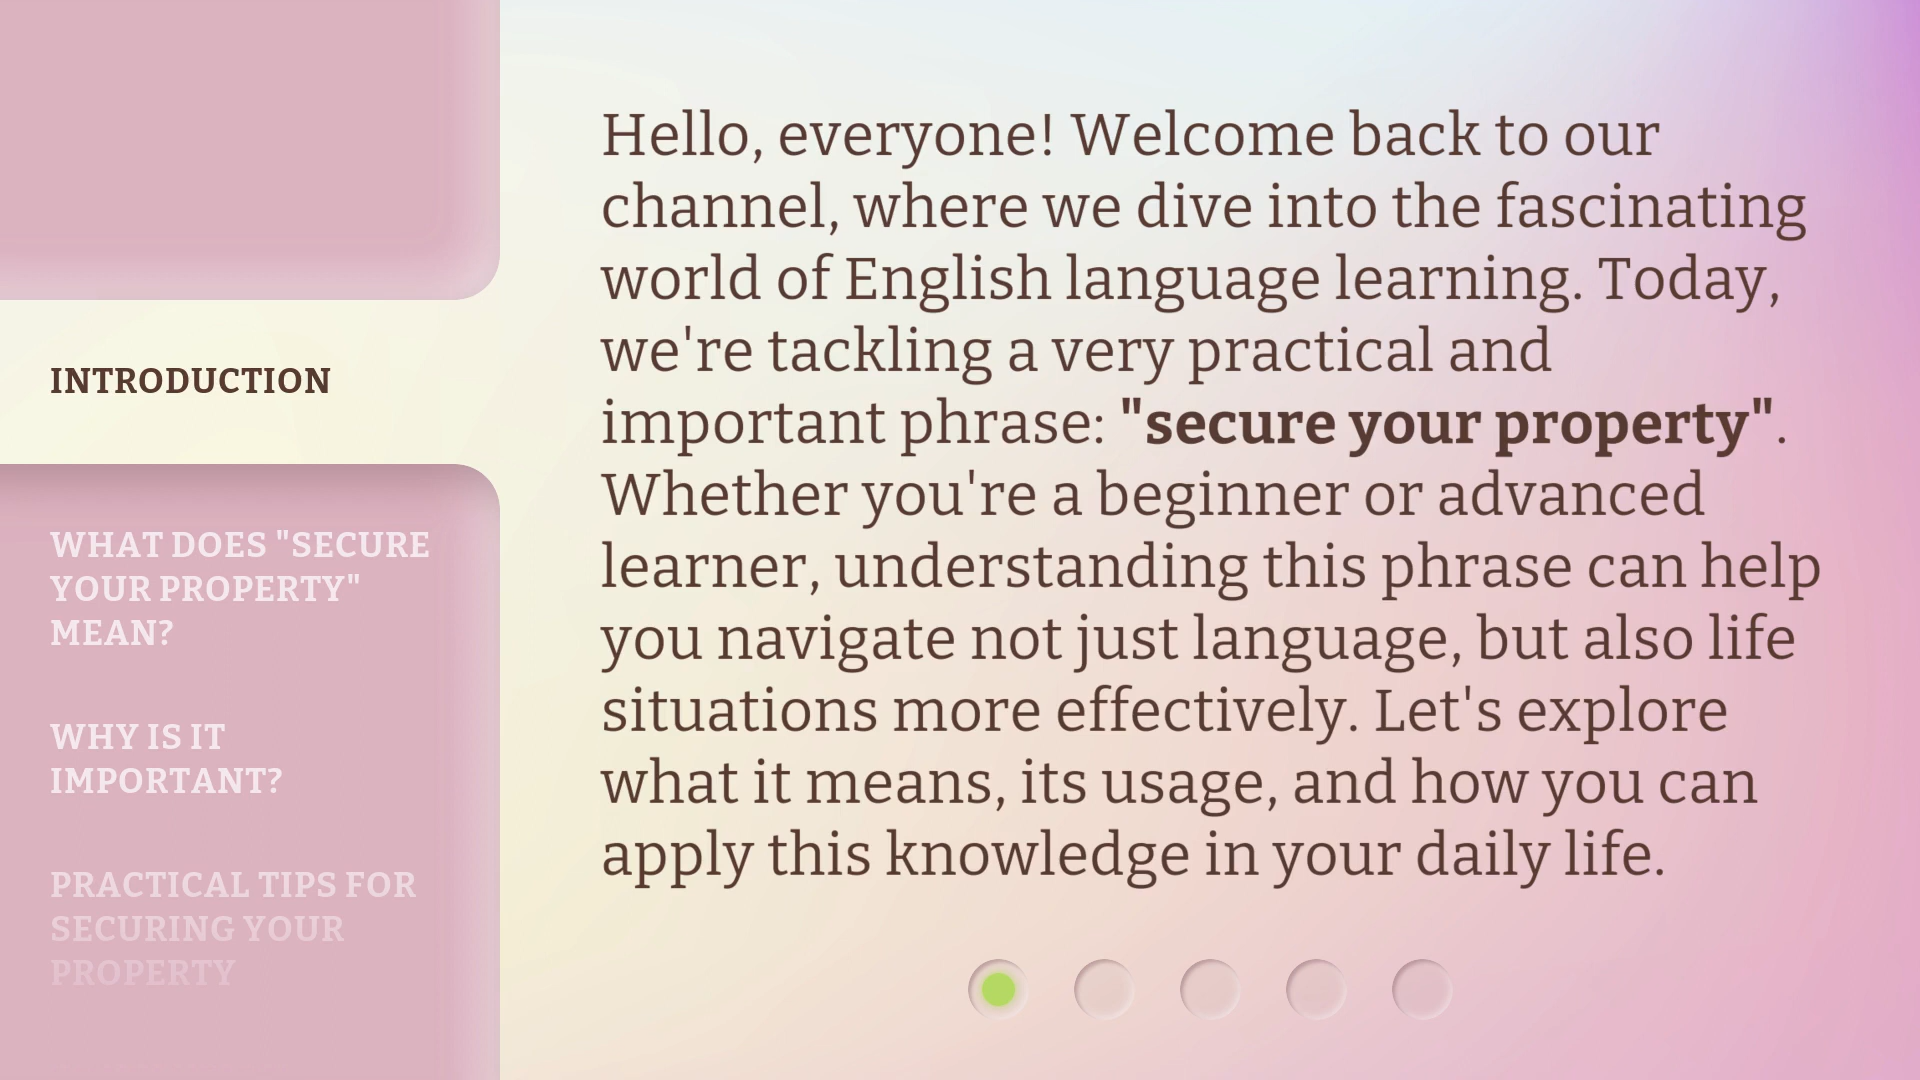 INTRODUCTION
WHAT DOES "SECURE
YOUR PROPERTY"
MEAN?
WHY IS IT
IMPORTANT?
PRACTICAL TIPS FOR
SECURING YOUR
PROPERTY
Hello, everyone! Welcome back to our
channel, where we dive into the fascinating
world of English language learning. Today,
we're tackling a very practical and
important phrase: "secure your property".
Whether you're a beginner or advanced
learner, understanding this phrase can help
you navigate not just language, but also life
situations more effectively. Let's explore
what it means, its usage, and how you can
apply this knowledge in your daily life.